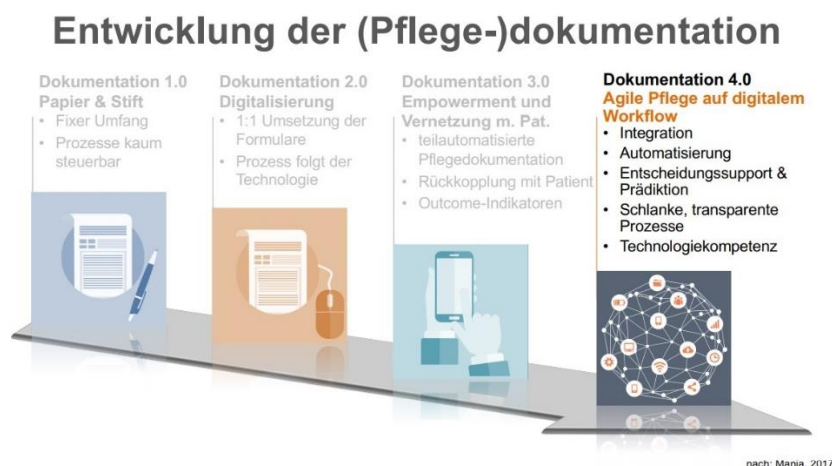 Entwicklung der (Pflege-)dokumentation
Dokumentation 1.0
Papier & Stift
• Fixer Umfang
• Prozesse kaum
steuerbar
Dokumentation 2.0
Digitalisierung
• 1:1 Umsetzung der
Formulare
• Prozess folgt der
Technologie
Dokumentation 3.0
Empowerment und
Vernetzung m. Pat.
• teilautomatisierte
Pflegedokumentation
• Rückkopplung mit Patient
• Outcome-Indikatoren
Dokumentation 4.0
Agile Pflege auf digitalem
Workflow
• Integration
• Automatisierung
• Entscheidungssupport &
Prädiktion
• Schlanke, transparente
Prozesse
• Technologiekompetenz
nach: Mania, 2017